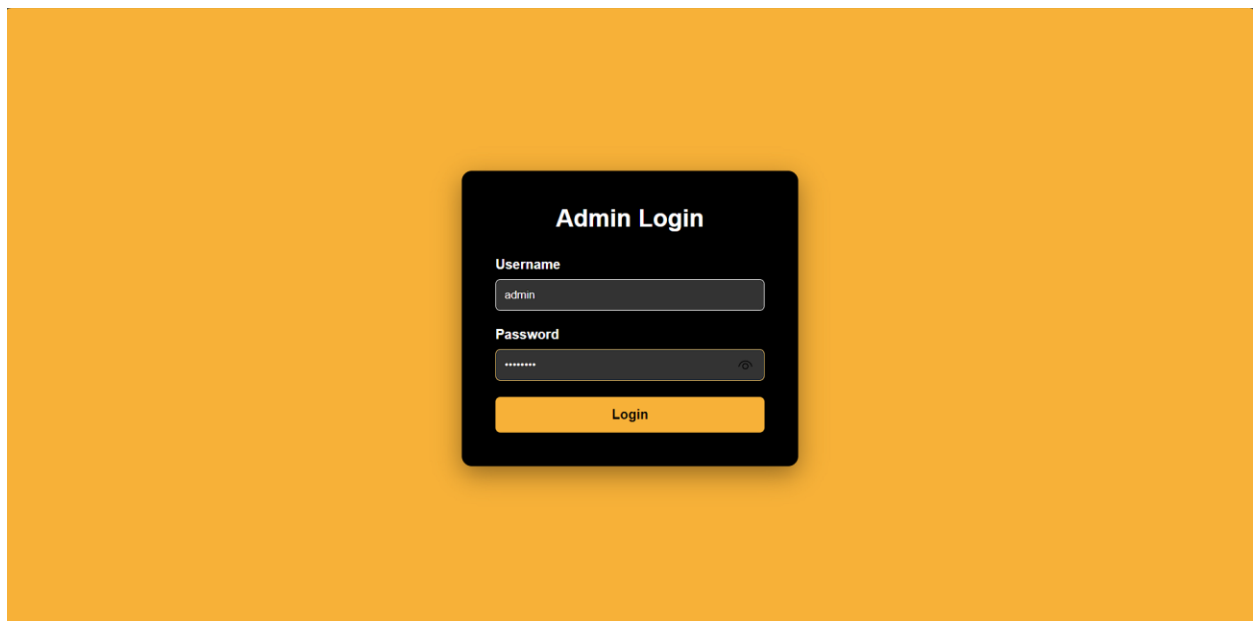 Admin Login
Username
admin
Password
••••••••
Login